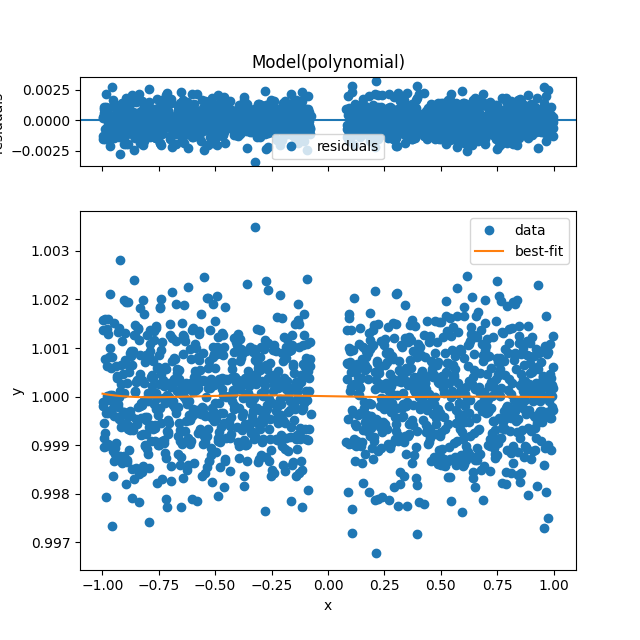 Model(polynomial)
residuals
0.0025
0.0000
−0.0025
residuals
data
best-fit
y
1.003
1.002
1.001
1.000
0.999
0.998
0.997
−1.00 −0.75 −0.50 −0.25 0.00 0.25 0.50 0.75 1.00
x